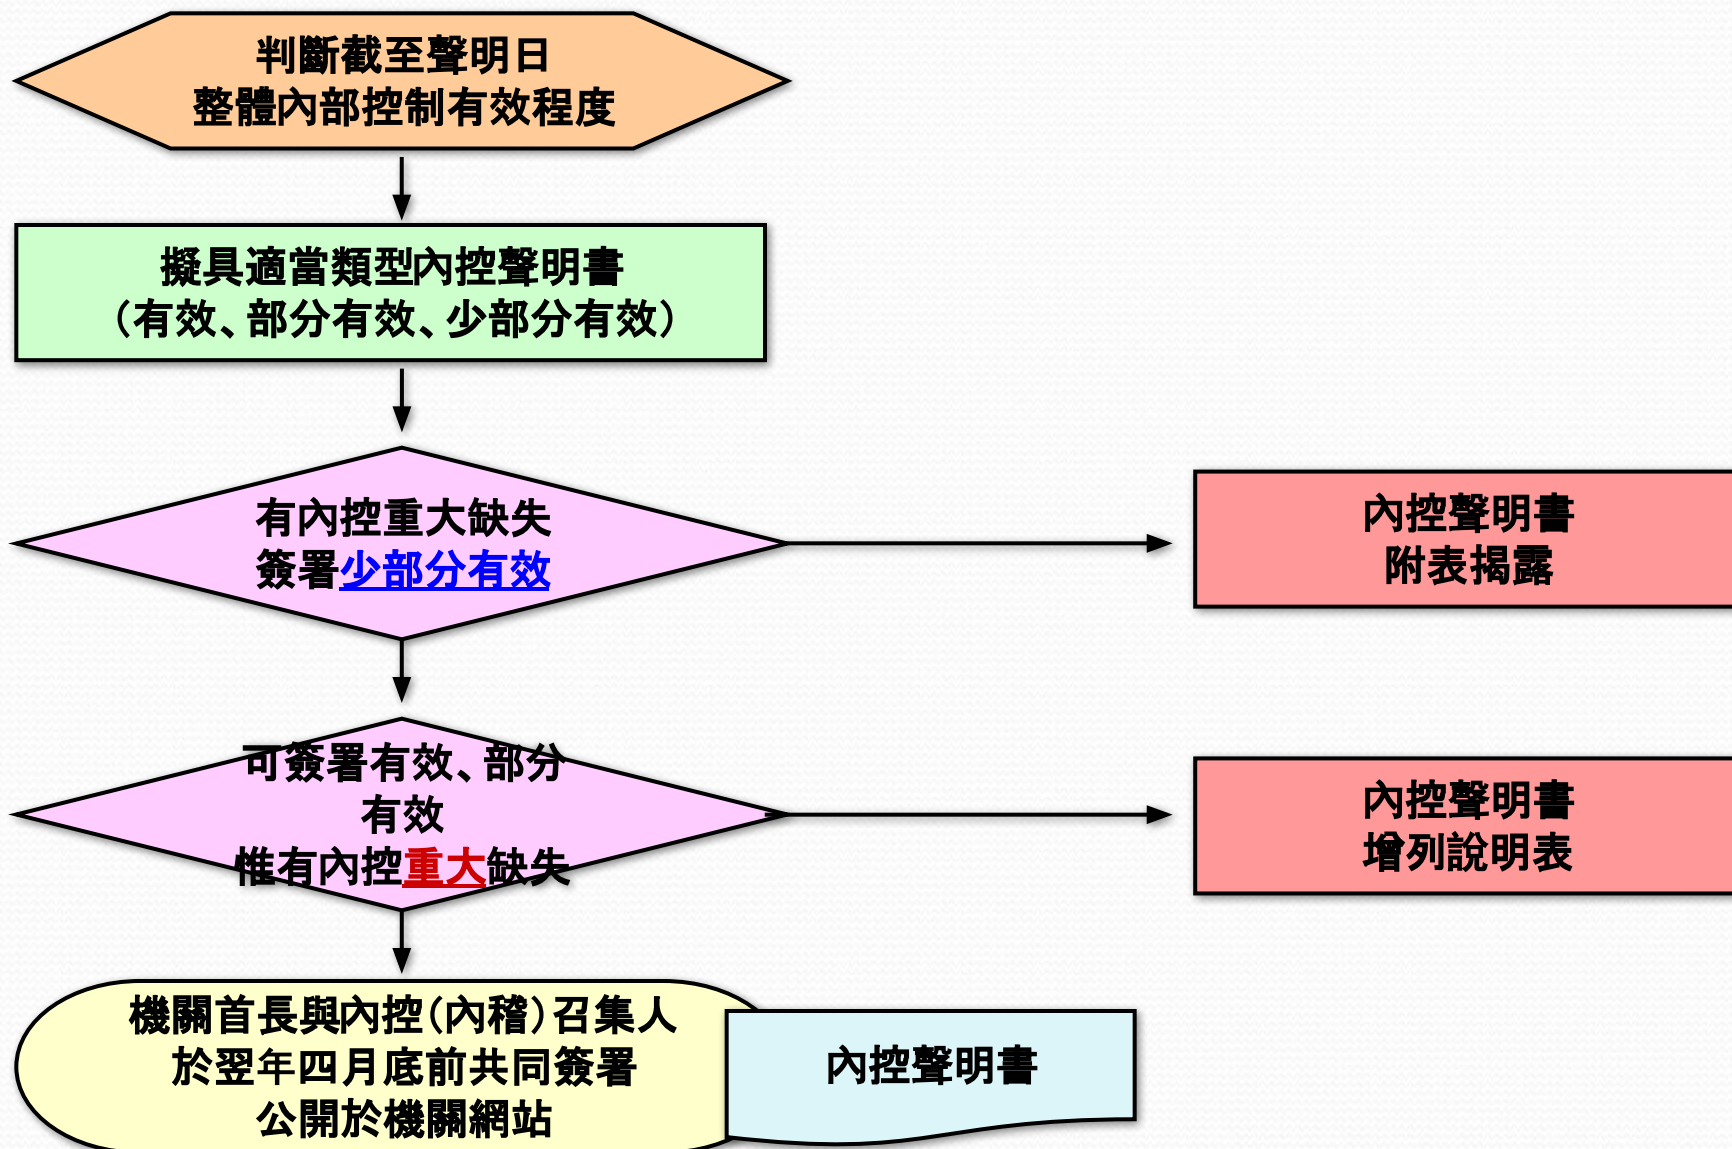 判斷截至聲明日
整體內部控制有效程度
擬具適當類型內控聲明書
（有效、部分有效、少部分有效）
有內控重大缺失
簽署少部分有效
內控聲明書
附表揭露
可簽署有效、部分
有效
惟有內控重大缺失
內控聲明書
增列說明表
機關首長與內控（內稽）召集人
於翌年四月底前共同簽署
公開於機關網站
內控聲明書